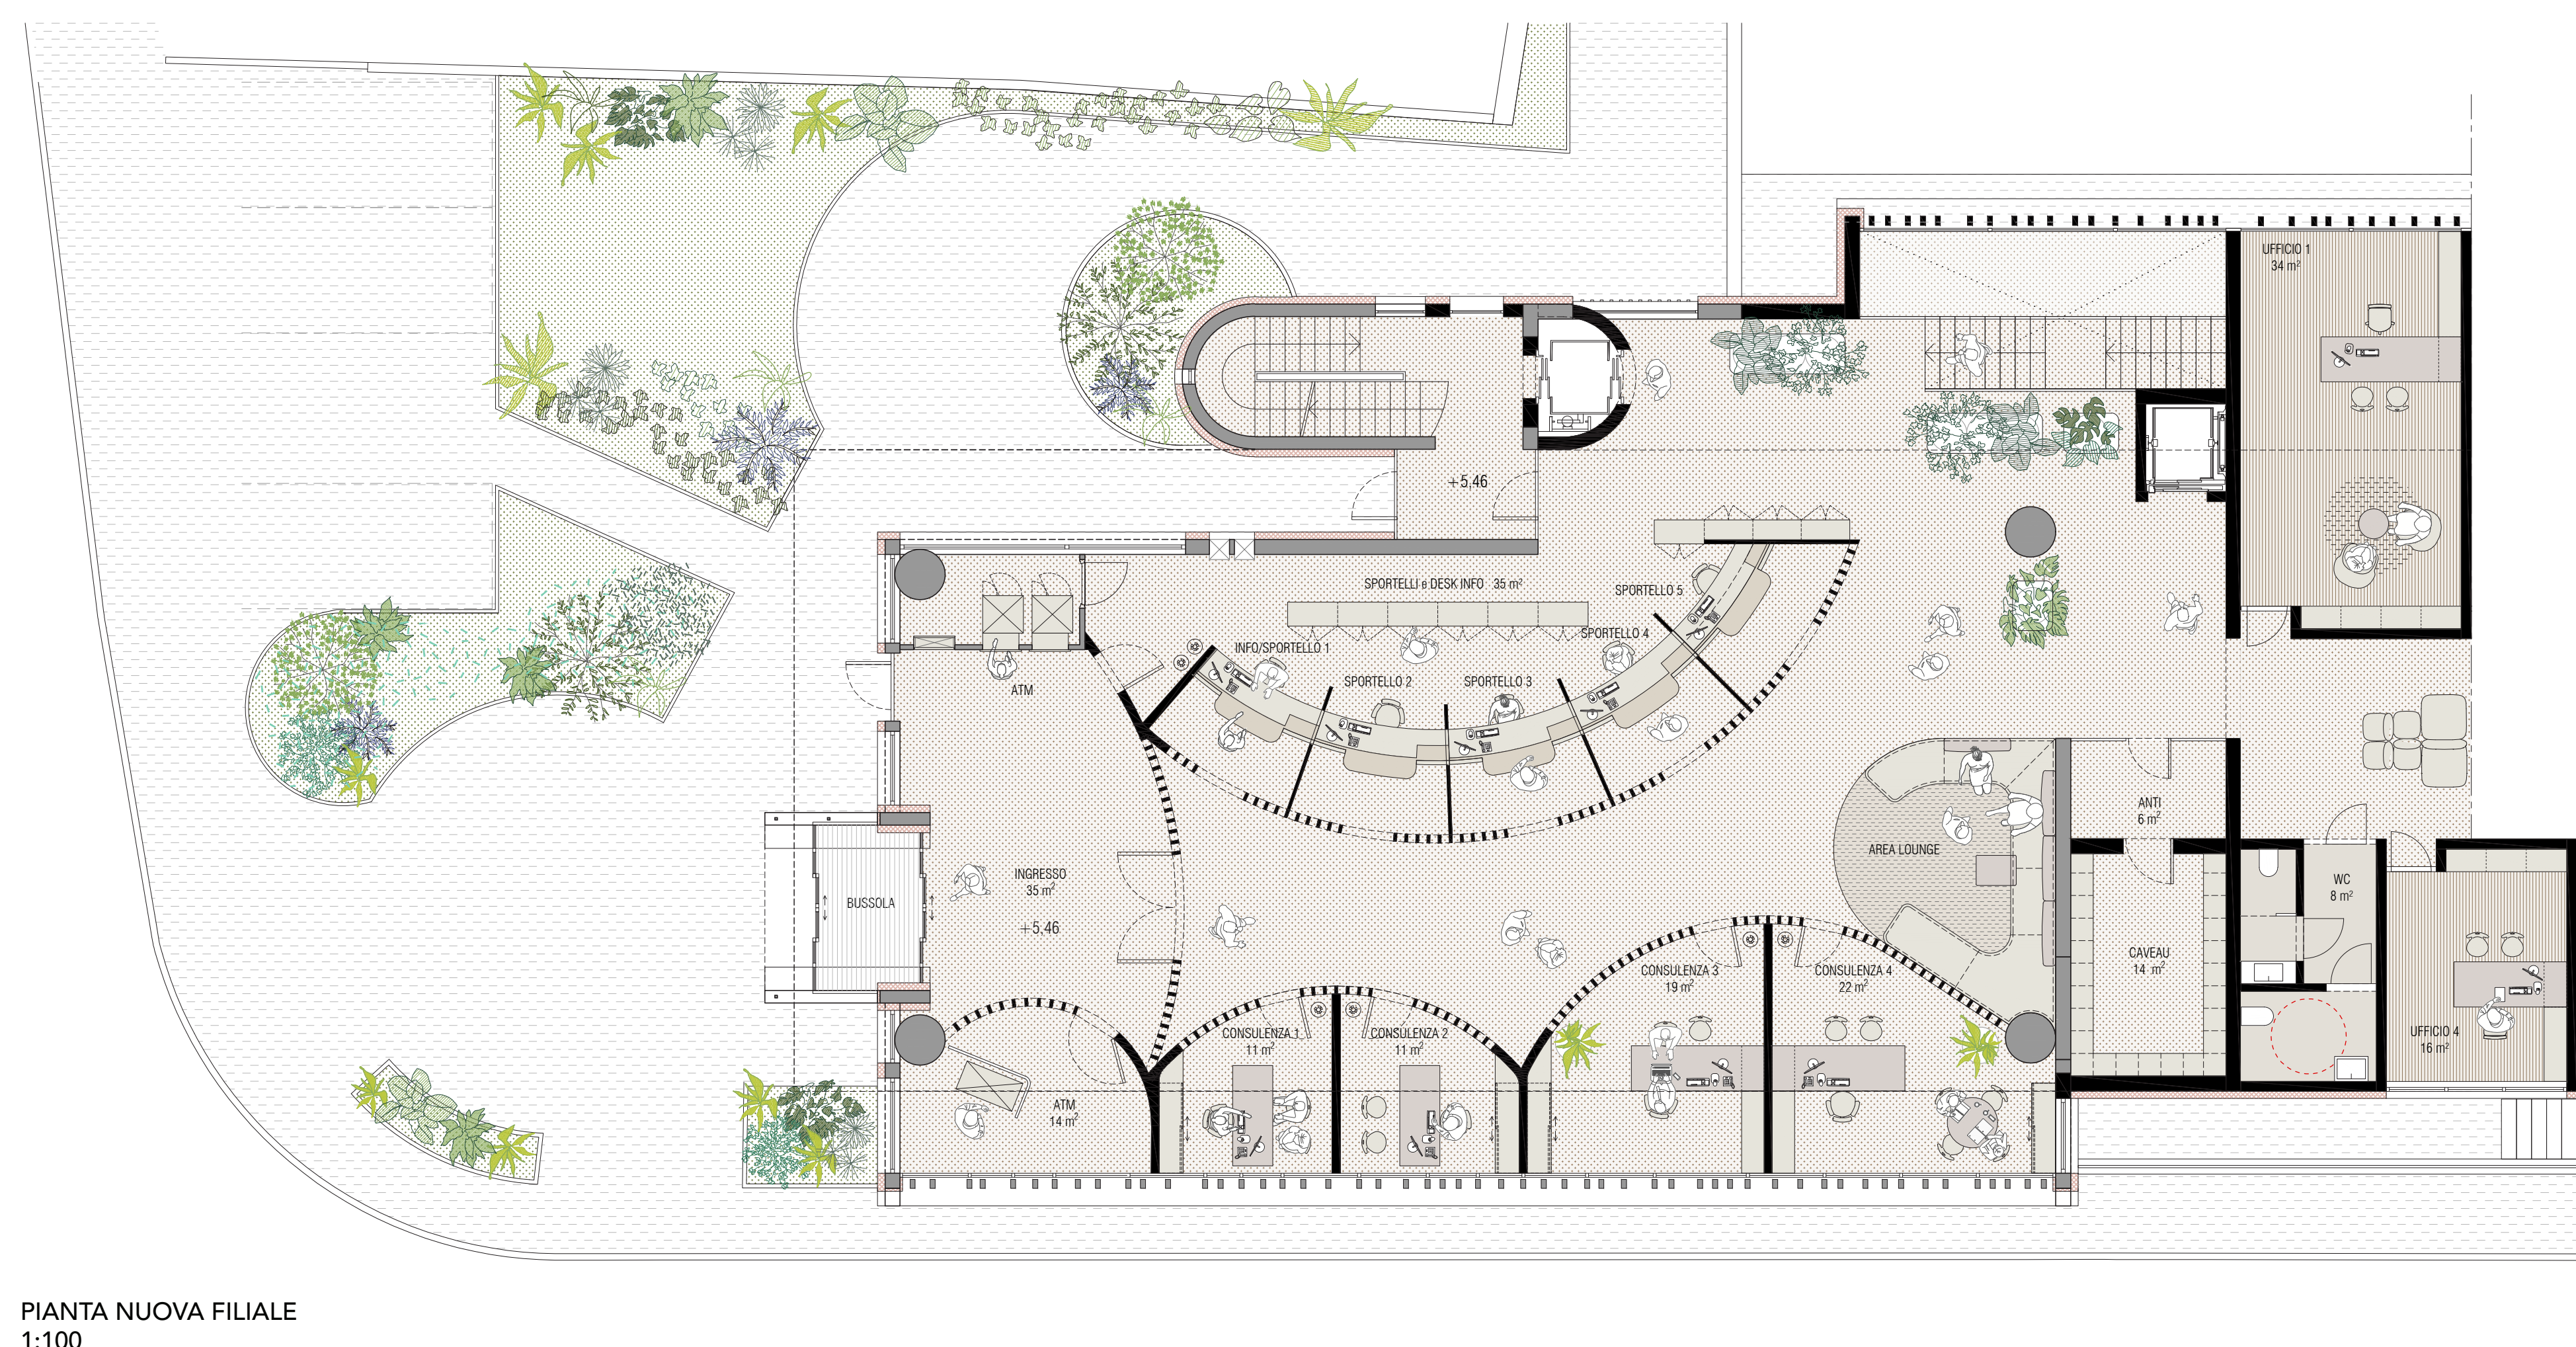 UFFICIO 1
34 m²
+5,46
SPORTELLI e DESK INFO 35 m²
SPORTELLO 5
SPORTELLO 4
INFO/SPORTELLO 1
SPORTELLO 2
SPORTELLO 3
ATM
ANTI
6 m²
AREA LOUNGE
INGRESSO
35 m²
+5,46
BUSSOLA
WC
8 m²
CAVEAU
14 m²
CONSULENZA 3
19 m²
CONSULENZA 4
22 m²
CONSULENZA 1
11 m²
CONSULENZA 2
11 m²
UFFICIO 4
16 m²
ATM
14 m²
PIANTA NUOVA FILIALE
1:100